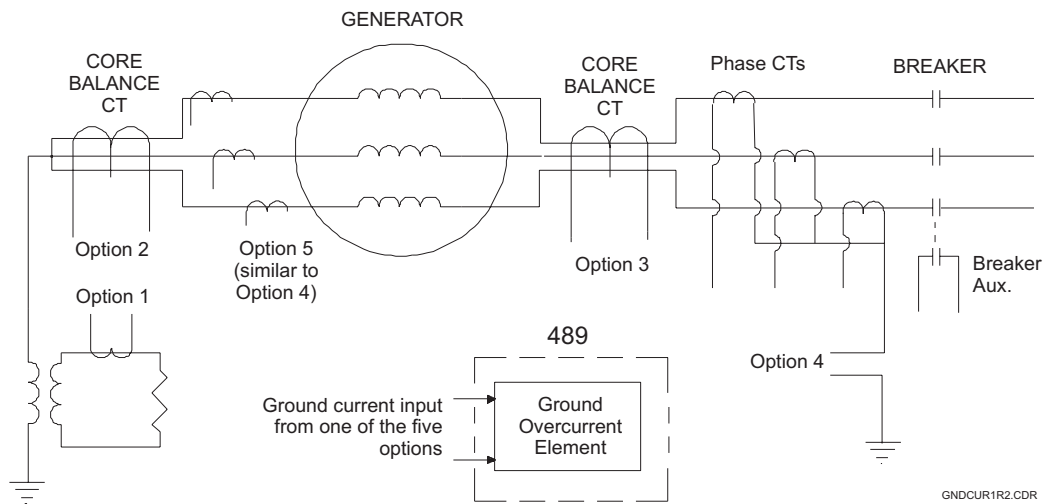 GENERATOR
CORE
BALANCE
CT
CORE
BALANCE
CT
Phase CTs
BREAKER
Option 2
Option 5
(similar to
Option 4)
Option 3
Breaker
Aux.
Option 1
489
Option 4
Ground current input
from one of the five
options
Ground
Overcurrent
Element
GNDCUR1R2.CDR